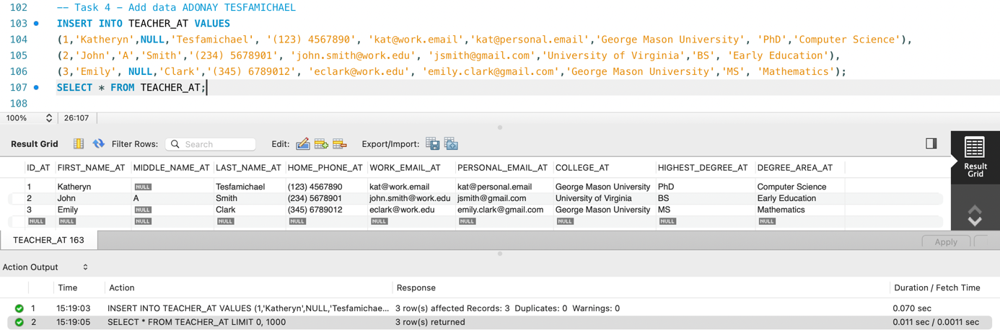 102 -- Task 4 - Add data ADONAY TESFAMICHAEL
103 INSERT INTO TEACHER_AT VALUES
104 (1,'Katheryn',NULL,'Tesfamichael', '(123) 4567890', 'kat@work.email','kat@personal.email','George Mason University', 'PhD','Computer Science'),
105 (2,'John','A','Smith','(234) 5678901', 'john.smith@work.edu', 'jsmith@gmail.com','University of Virginia','BS', 'Early Education'),
106 (3,'Emily', NULL,'Clark','(345) 6789012', 'eclark@work.edu', 'emily.clark@gmail.com','George Mason University','MS', 'Mathematics');
107 SELECT * FROM TEACHER_AT;
108
100% 26:107
Result Grid Filter Rows: Search Edit: Export/Import:
ID_AT FIRST_NAME_AT MIDDLE_NAME_AT LAST_NAME_AT HOME_PHONE_AT WORK_EMAIL_AT PERSONAL_EMAIL_AT COLLEGE_AT HIGHEST_DEGREE_AT DEGREE_AREA_AT
1 Katheryn NULL Tesfamichael (123) 4567890 kat@work.email kat@personal.email George Mason University PhD Computer Science
2 John A Smith (234) 5678901 john.smith@work.edu jsmith@gmail.com University of Virginia BS Early Education
3 Emily NULL Clark (345) 6789012 eclark@work.edu emily.clark@gmail.com George Mason University MS Mathematics
NULL NULL NULL NULL NULL NULL NULL NULL NULL NULL
Result
Grid
TEACHER_AT 163 Apply
Action Output
Time Action Response Duration / Fetch Time
1 15:19:03 INSERT INTO TEACHER_AT VALUES (1,'Katheryn',NULL,'Tesfamichae... 3 row(s) affected Records: 3 Duplicates: 0 Warnings: 0 0.070 sec
2 15:19:05 SELECT * FROM TEACHER_AT LIMIT 0, 1000 3 row(s) returned 0.011 sec / 0.0011 sec